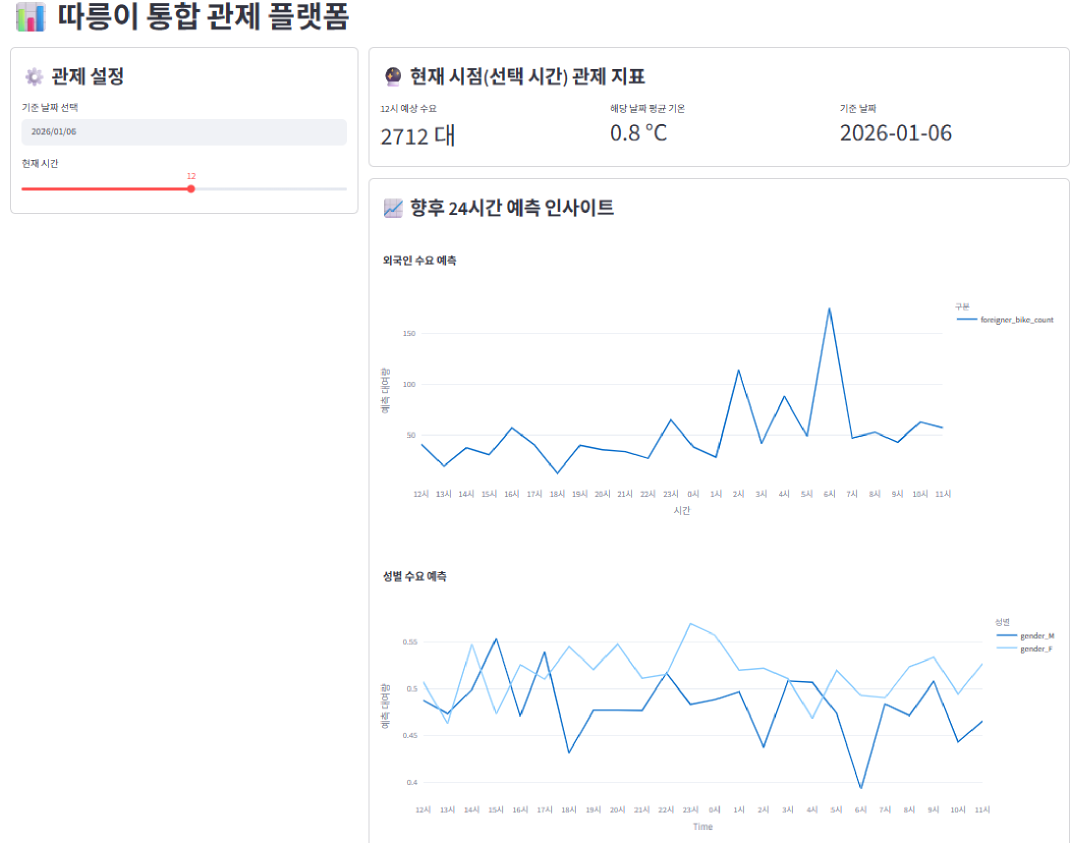 따릉이 통합 관제 플랫폼
관제 설정
기준 날짜 선택
2026/01/06
현재 시간
12
현재 시점(선택 시간) 관제 지표
12시 예상 수요
2712 대
해당 날짜 평균 기온
0.8 °C
기준 날짜
2026-01-06
향후 24시간 예측 인사이트
외국인 수요 예측
구분
foreigner_bike_count
150
100
50
예측 대여량
12시 13시 14시 15시 16시 17시 18시 19시 20시 21시 22시 23시 0시 1시 2시 3시 4시 5시 6시 7시 8시 9시 10시 11시
시간
성별 수요 예측
성별
gender_M
gender_F
0.55
0.5
0.45
0.4
예측 대여량
12시 13시 14시 15시 16시 17시 18시 19시 20시 21시 22시 23시 0시 1시 2시 3시 4시 5시 6시 7시 8시 9시 10시 11시
Time